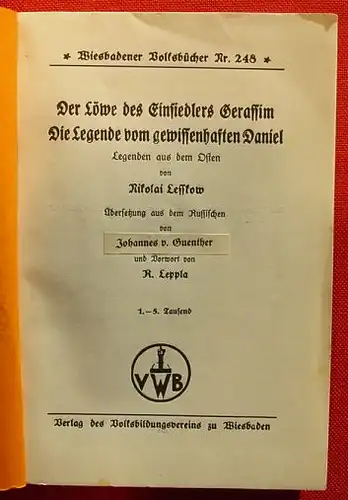 * Wiesbadener Volksbücher Nr. 248 *
Der Löwe des Einsiedlers Gerassim
Die Legende vom gewissenhaften Daniel
Legenden aus dem Osten
von
Nikolai Lesskow
Übersetzung aus dem Russischen
von
Johannes v. Guenther
und Vorwort von
R. Leppla
1.–5. Tausend
VWB
Verlag des Volksbildungsvereins zu Wiesbaden